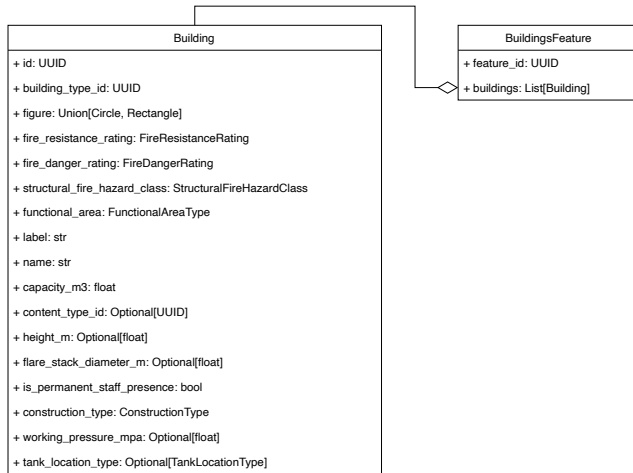 Building
+ id: UUID
+ building_type_id: UUID
+ figure: Union[Circle, Rectangle]
+ fire_resistance_rating: FireResistanceRating
+ fire_danger_rating: FireDangerRating
+ structural_fire_hazard_class: StructuralFireHazardClass
+ functional_area: FunctionalAreaType
+ label: str
+ name: str
+ capacity_m3: float
+ content_type_id: Optional[UUID]
+ height_m: Optional[float]
+ flare_stack_diameter_m: Optional[float]
+ is_permanent_staff_presence: bool
+ construction_type: ConstructionType
+ working_pressure_mpa: Optional[float]
+ tank_location_type: Optional[TankLocationType]
BuildingsFeature
+ feature_id: UUID
+ buildings: List[Building]